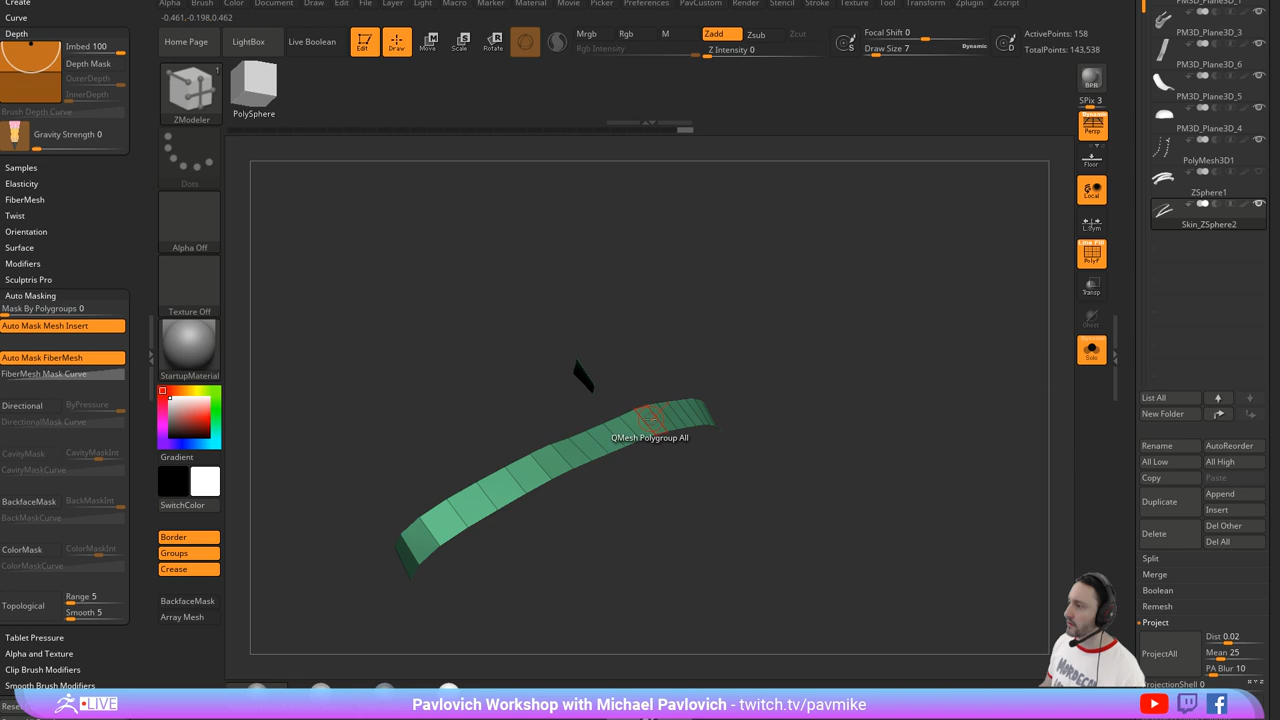 Create
Curve
Depth
Imbed 100
Depth Mask
OuterDepth
InnerDepth
Brush Depth Curve
Gravity Strength 0
Samples
Elasticity
FiberMesh
Twist
Orientation
Surface
Modifiers
Sculptris Pro
Auto Masking
Mask By Polygroups 0
Auto Mask Mesh Insert
Auto Mask FiberMesh
FiberMesh Mask Curve
Directional
ByPressure
DirectionalMask Curve
CavityMask
CavityMaskInt
CavityMaskCurve
BackfaceMask
BackMaskInt
BackMaskCurve
ColorMask
ColorMaskInt
ColorMaskCurve
Topological
Range 5
Smooth 5
Tablet Pressure
Alpha and Texture
Clip Brush Modifiers
Smooth Brush Modifiers
Alpha Brush Color Document Draw Edit File Layer Light Macro Marker Material Movie Picker Preferences PavCustom Render Stencil Stroke Texture Tool Transform Zplugin Zscript
-0.461,-0.198,0.462
Home Page
LightBox
Live Boolean
Edit
Draw
Move
Scale
Rotate
Mrgb
Rgb
M
Rgb Intensity
Zadd
Zsub
Zcut
Z Intensity 0
Focal Shift 0
Draw Size 7
Dynamic
S
D
ActivePoints: 158
TotalPoints: 143,538
1
ZModeler
PolySphere
Dots
Alpha Off
Texture Off
StartupMaterial
Gradient
SwitchColor
Border
Groups
Crease
BackfaceMask
Array Mesh
QMesh Polygroup All
BPR
SPix 3
Dynamic
Persp
Floor
Local
L.Sym
Line Fill
PolyF
Transp
Ghost
Dynamic
Solo
PM3D_Plane3D_1
PM3D_Plane3D_3
PM3D_Plane3D_6
PM3D_Plane3D_5
PM3D_Plane3D_4
PolyMesh3D1
ZSphere1
Skin_ZSphere2
List All
New Folder
Rename
AutoReorder
All Low
All High
Copy
Paste
Duplicate
Append
Insert
Delete
Del Other
Del All
Split
Merge
Boolean
Remesh
Project
ProjectAll
Dist 0.02
Mean 25
PA Blur 10
ProjectionShell 0
LIVE
Pavlovich Workshop with Michael Pavlovich - twitch.tv/pavmike